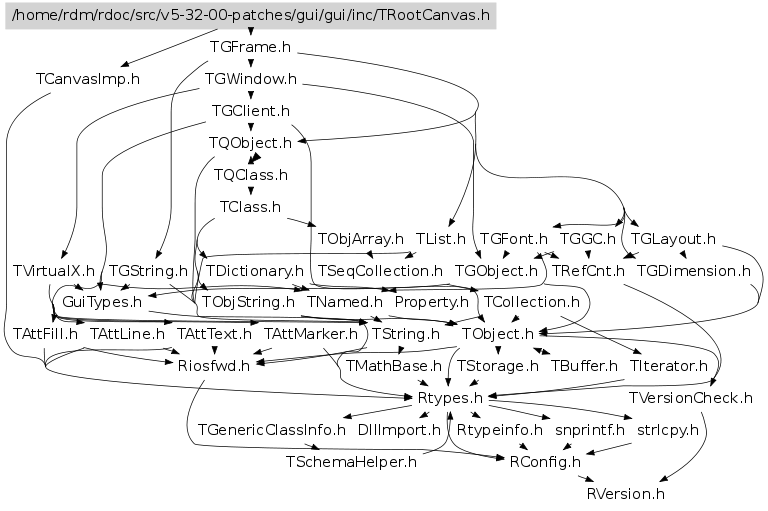 /home/rdm/rdoc/src/v5-32-00-patches/gui/gui/inc/TRootCanvas.h
TGFrame.h
TCanvasImp.h
TGWindow.h
TGClient.h
TQObject.h
TQClass.h
TClass.h
TObjArray.h
TList.h
TGFont.h
TGGC.h
TGLayout.h
TVirtualX.h
TGString.h
TDictionary.h
TSeqCollection.h
TGObject.h
TRefCnt.h
TGDimension.h
GuiTypes.h
TObjString.h
TNamed.h
Property.h
TCollection.h
TAttFill.h
TAttLine.h
TAttText.h
TAttMarker.h
TString.h
TObject.h
Riosfwd.h
TMathBase.h
TStorage.h
TBuffer.h
TIterator.h
Rtypes.h
TVersionCheck.h
TGenericClassInfo.h
DllImport.h
Rtypeinfo.h
snprintf.h
strlcpy.h
TSchemaHelper.h
RConfig.h
RVersion.h